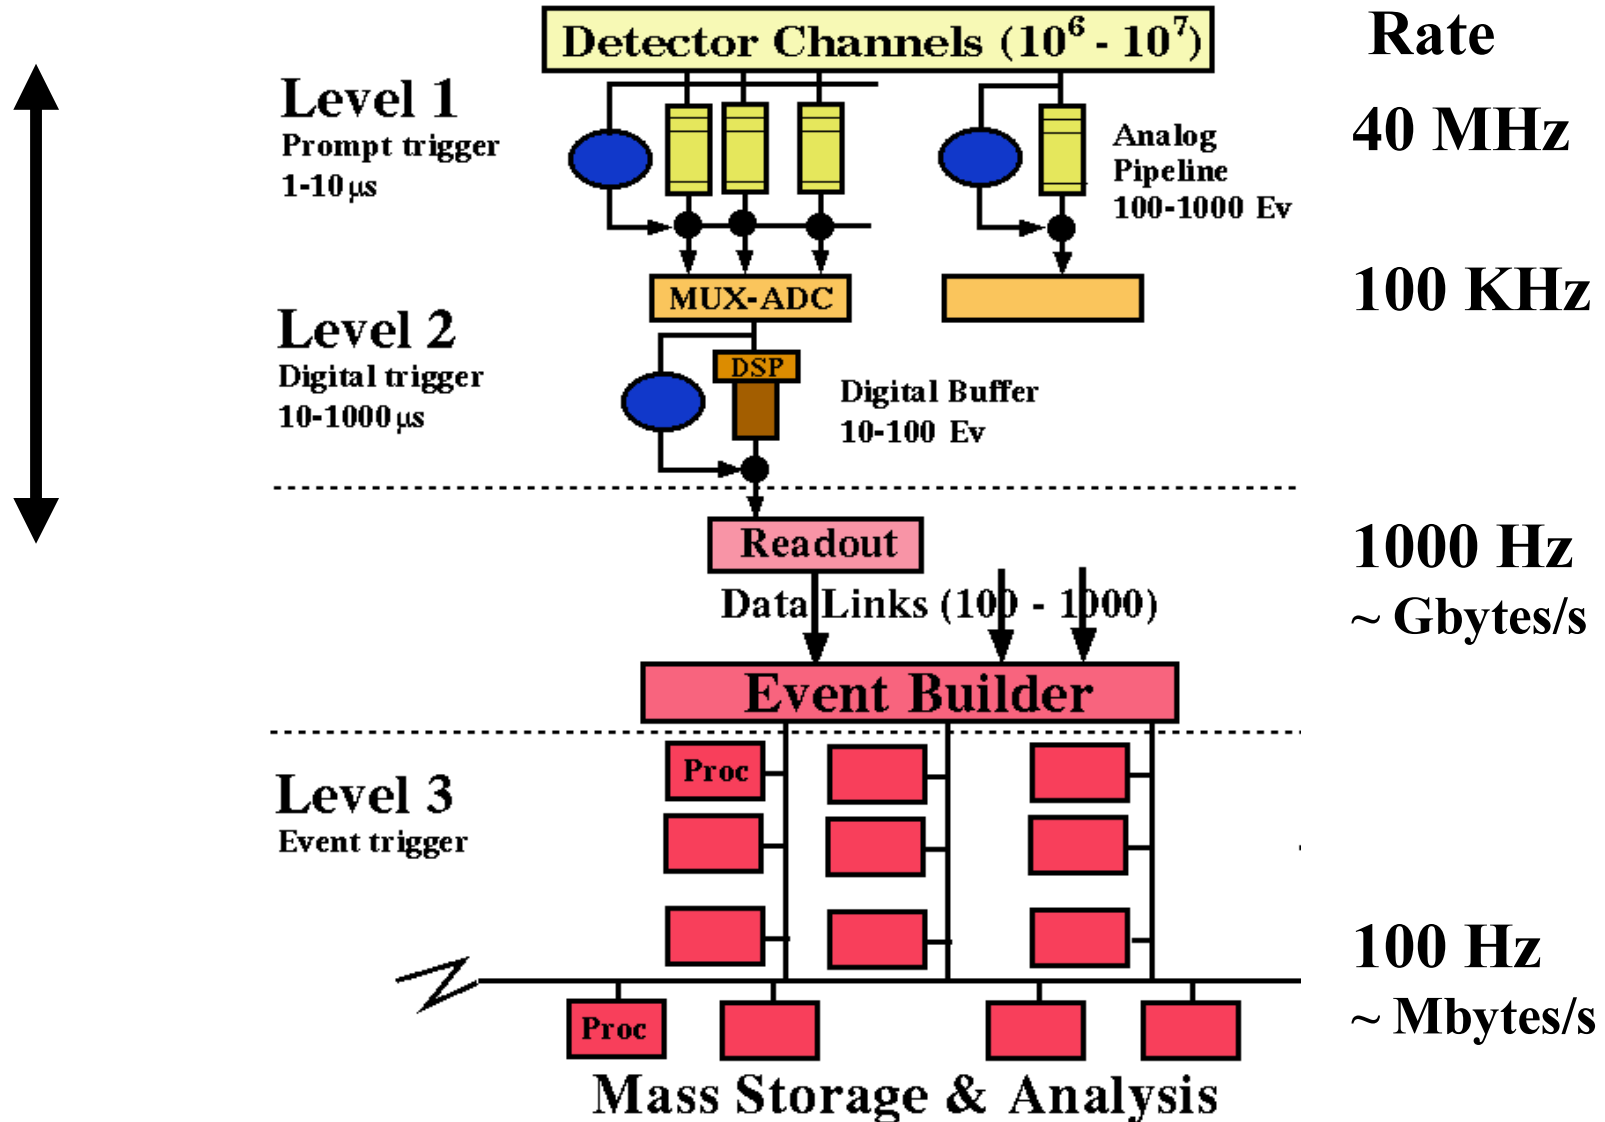 Detector Channels (10⁶ - 10⁷)
Rate
Level 1
Prompt trigger
1-10 µs
Analog
Pipeline
100-1000 Ev
40 MHz
MUX-ADC
100 KHz
Level 2
Digital trigger
10-1000 µs
DSP
Digital Buffer
10-100 Ev
Readout
1000 Hz
~ Gbytes/s
Data Links (100 - 1000)
Event Builder
Level 3
Event trigger
Proc
100 Hz
~ Mbytes/s
Proc
Mass Storage & Analysis